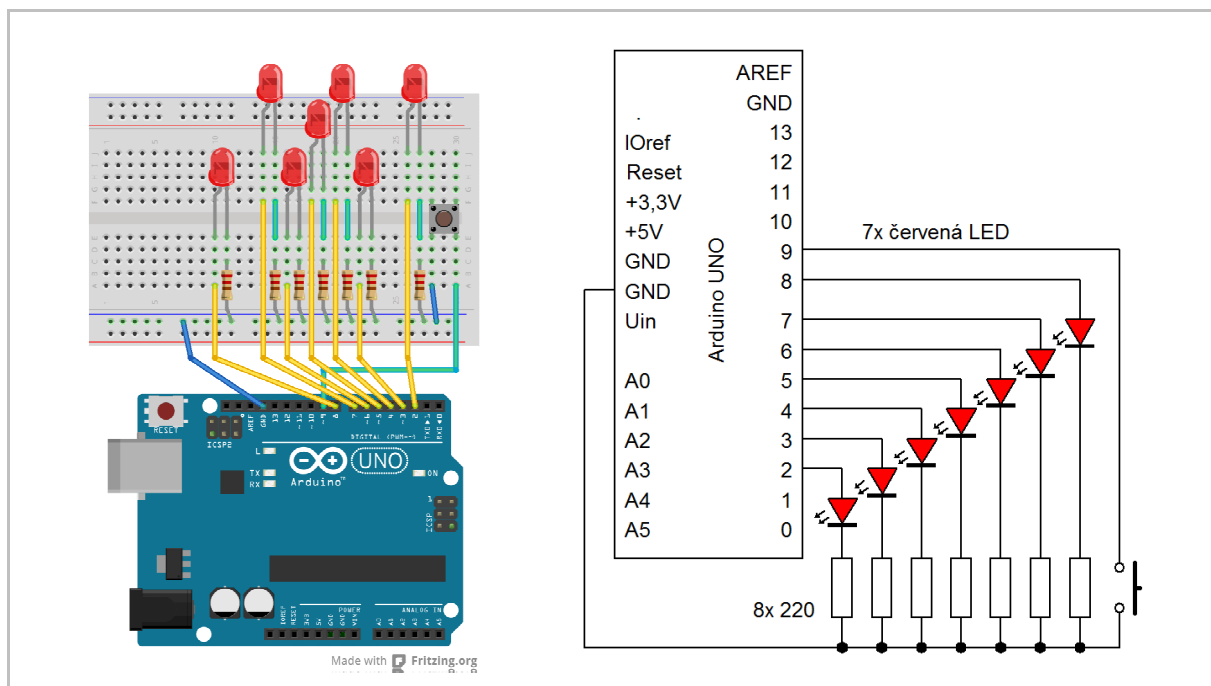 RESET
ICSP2
AREF
GND
13
12
~11
~10
~9
8
7
~6
~5
4
~3
2
TX▶1
RX◀0
DIGITAL (PWM=~)
L
TX
RX
UNO
Arduino™
ON
ICSP
1
IOREF
RESET
3V3
5V
GND
GND
VIN
POWER
ANALOG IN
A0
A1
A2
A3
A4
A5
Made with Fritzing.org
AREF
GND
13
12
11
10
9
8
7
6
5
4
3
2
1
0
IOref
Reset
+3,3V
+5V
GND
GND
Uin
A0
A1
A2
A3
A4
A5
Arduino UNO
7x červená LED
8x 220